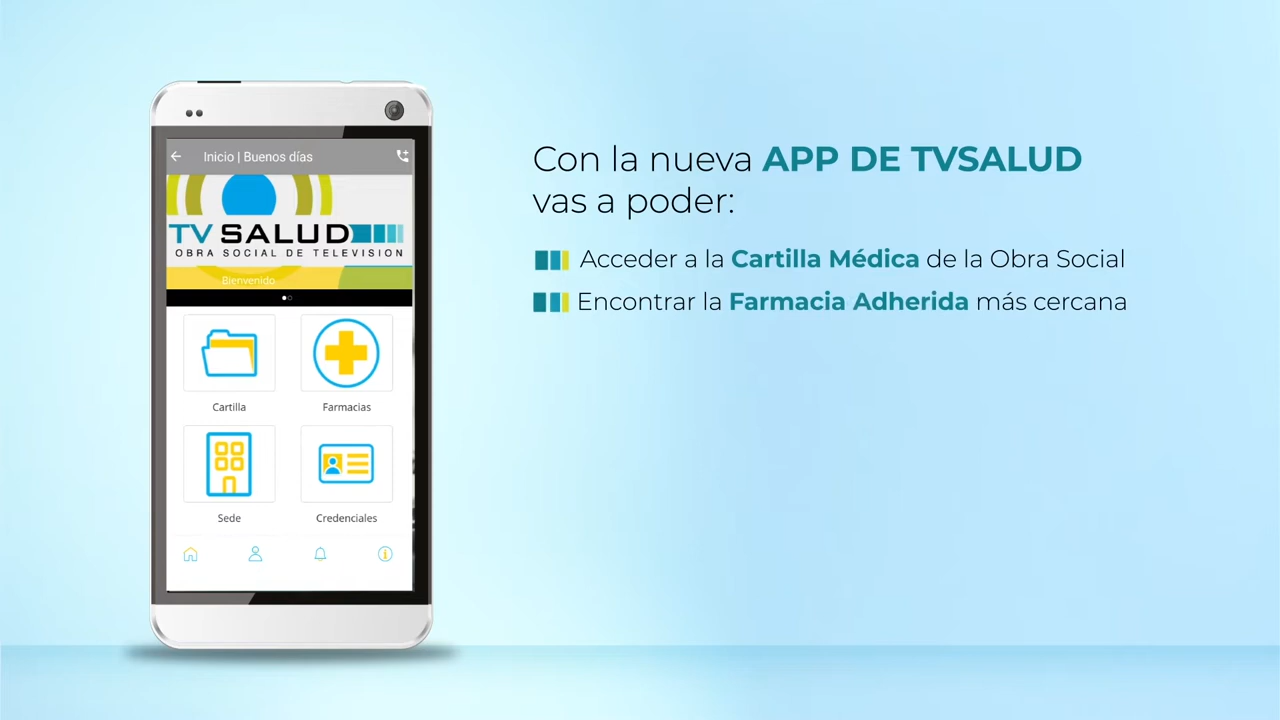 Inicio | Buenos días
TV SALUD
OBRA SOCIAL DE TELEVISION
Bienvenido
Cartilla
Farmacias
Sede
Credenciales
Con la nueva APP DE TVSALUD
vas a poder:
Acceder a la Cartilla Médica de la Obra Social
Encontrar la Farmacia Adherida más cercana